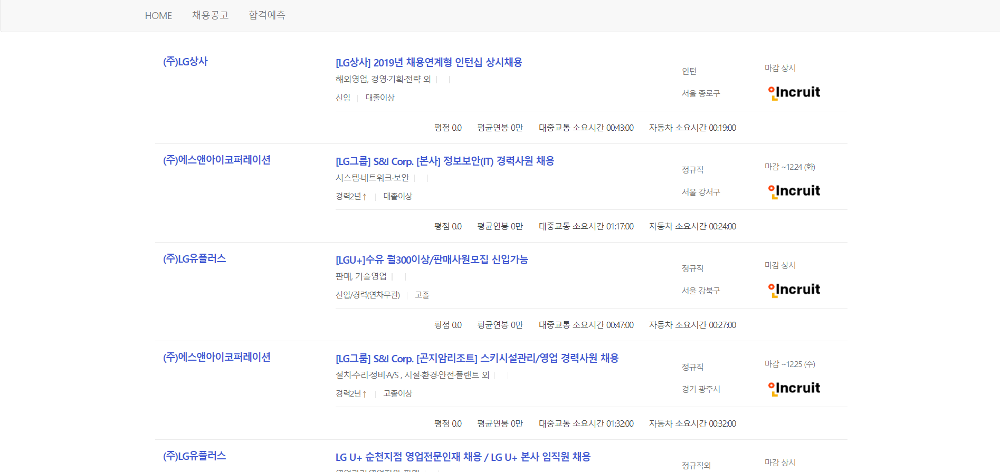 HOME 채용공고 합격예측
(주)LG상사
[LG상사] 2019년 채용연계형 인턴십 상시채용
해외영업, 경영·기획·전략 외
신입 대졸이상
인턴
서울 종로구
마감 상시
Incruit
평점 0.0 평균연봉 0만 대중교통 소요시간 00:43:00 자동차 소요시간 00:19:00
(주)에스앤아이코퍼레이션
[LG그룹] S&I Corp. [본사] 정보보안(IT) 경력사원 채용
시스템·네트워크·보안
경력2년↑ 대졸이상
정규직
서울 강서구
마감 ~12.24 (화)
Incruit
평점 0.0 평균연봉 0만 대중교통 소요시간 01:17:00 자동차 소요시간 00:24:00
(주)LG유플러스
[LGU+]수유 월300이상/판매사원모집 신입가능
판매, 기술영업
신입/경력(연차무관) 고졸
정규직
서울 강북구
마감 상시
Incruit
평점 0.0 평균연봉 0만 대중교통 소요시간 00:47:00 자동차 소요시간 00:27:00
(주)에스앤아이코퍼레이션
[LG그룹] S&I Corp. [곤지암리조트] 스키시설관리/영업 경력사원 채용
설치·수리·정비·A/S , 시설·환경·안전·플랜트 외
경력2년↑ 고졸이상
정규직
경기 광주시
마감 ~12.25 (수)
Incruit
평점 0.0 평균연봉 0만 대중교통 소요시간 01:32:00 자동차 소요시간 00:32:00
(주)LG유플러스
LG U+ 순천지점 영업전문인재 채용 / LG U+ 본사 임직원 채용
정규직외
마감 상시